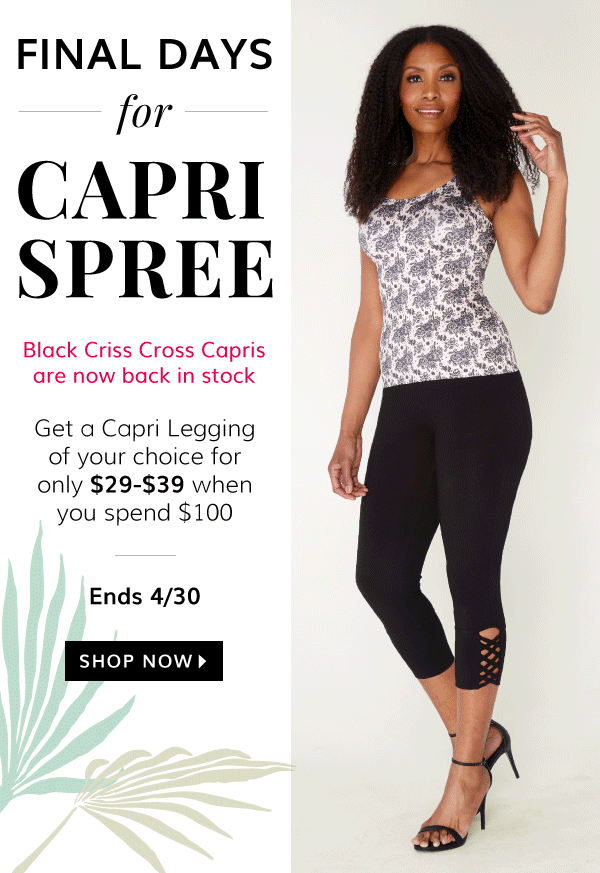 FINAL DAYS
for
CAPRI
SPREE
Black Criss Cross Capris
are now back in stock
Get a Capri Legging
of your choice for
only $29-$39 when
you spend $100
Ends 4/30
SHOP NOW